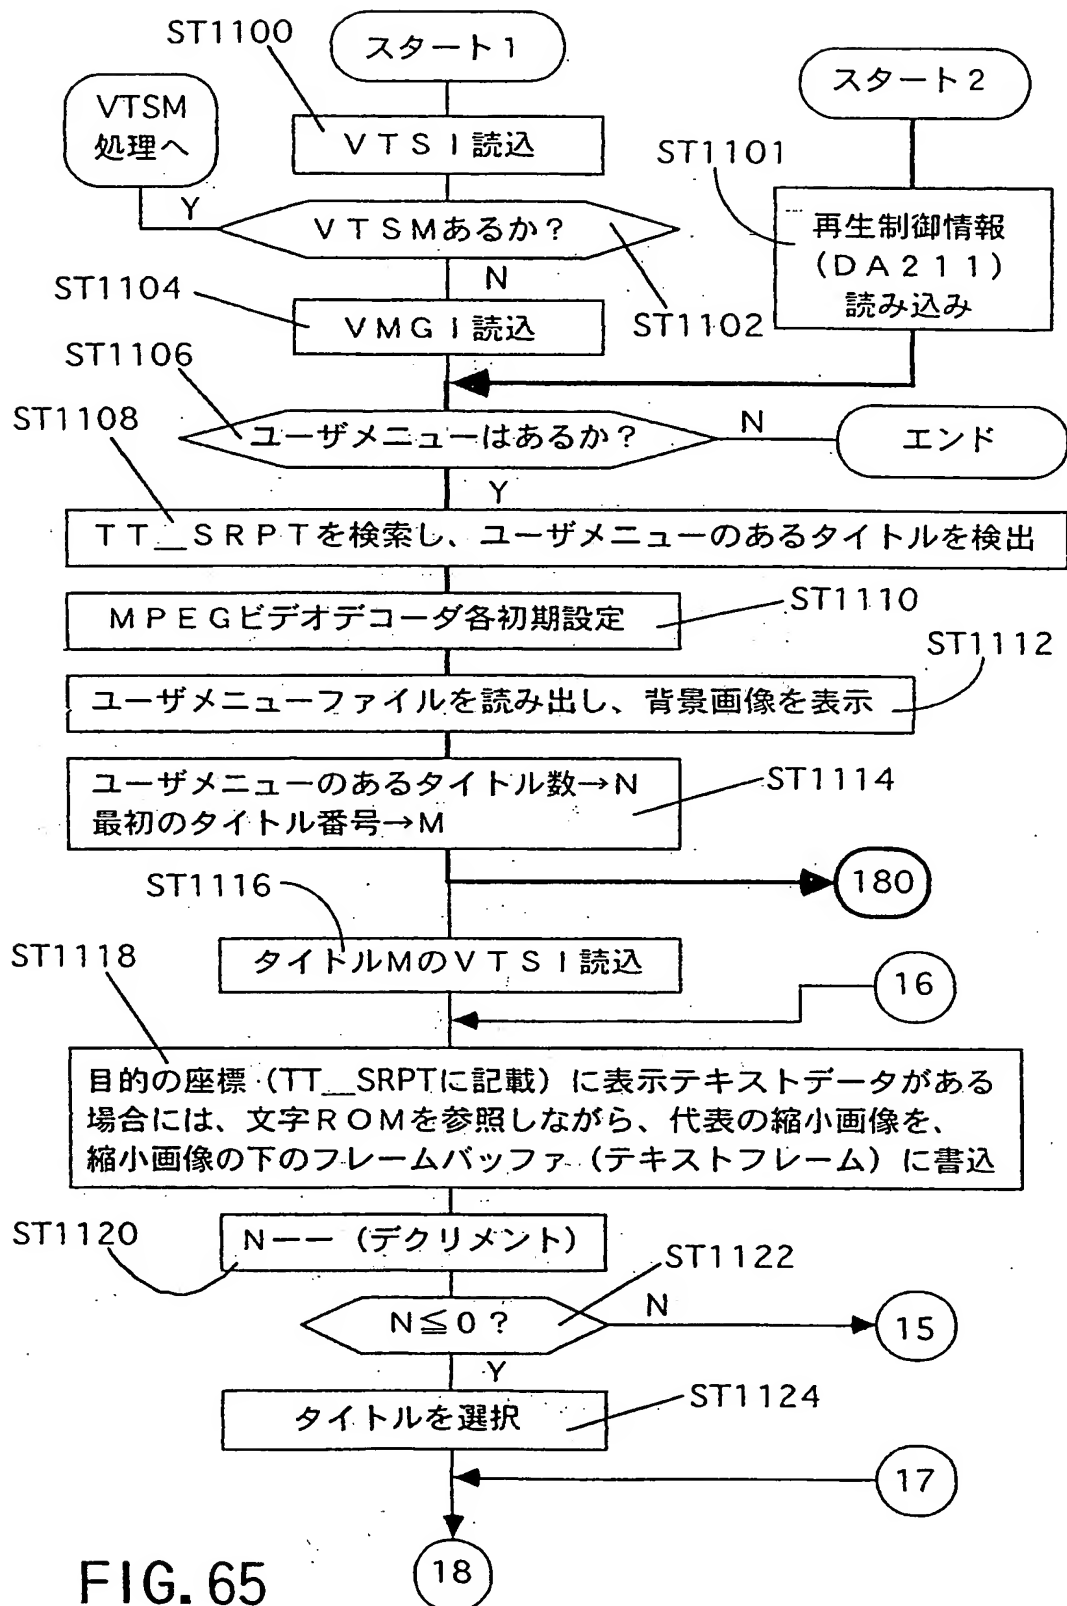 ST1100
スタート1
スタート2
VTSM
処理へ
VTSI読込
ST1101
Y
VTSMあるか?
再生制御情報
(DA211)
読み込み
N
ST1104
VMGI読込
ST1102
ST1106
ST1108
ユーザメニューはあるか?
N
エンド
Y
TT__SRPTを検索し、ユーザメニューのあるタイトルを検出
MPEGビデオデコーダ各初期設定
ST1110
ST1112
ユーザメニューファイルを読み出し、背景画像を表示
ユーザメニューのあるタイトル数→N
最初のタイトル番号→M
ST1114
ST1116
180
ST1118
タイトルMのVTSI読込
16
目的の座標(TT__SRPTに記載)に表示テキストデータがある
場合には、文字ROMを参照しながら、代表の縮小画像を、
縮小画像の下のフレームバッファ(テキストフレーム)に書込
ST1120
N――(デクリメント)
ST1122
N≦0?
N
15
Y
タイトルを選択
ST1124
17
18
FIG.65